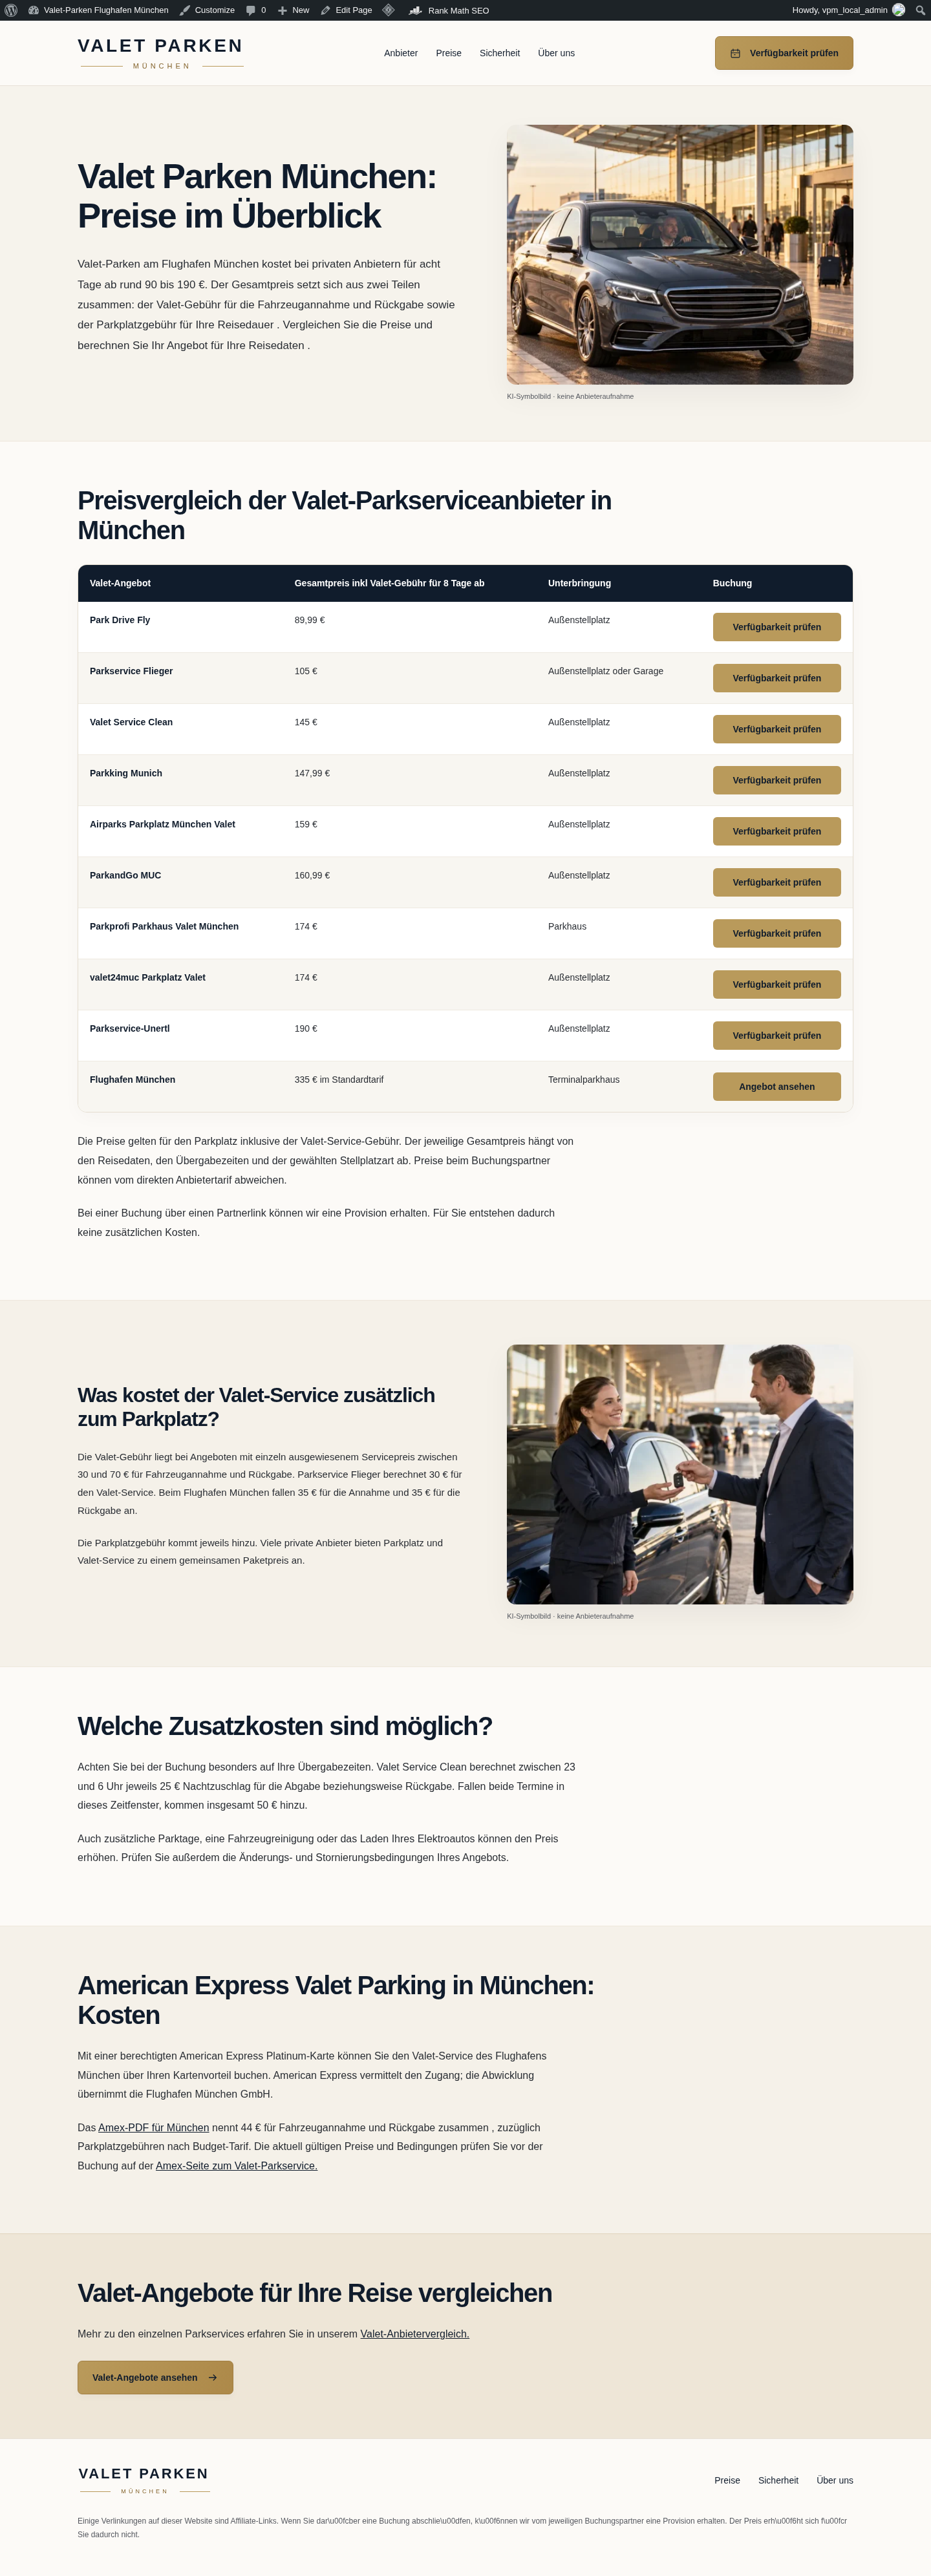 Valet-Parken Flughafen München Customize 0 New Edit Page Rank Math SEO Howdy, vpm_local_admin
VALET PARKEN
MÜNCHEN
Anbieter Preise Sicherheit Über uns
Verfügbarkeit prüfen
Valet Parken München:
Preise im Überblick
Valet-Parken am Flughafen München kostet bei privaten Anbietern für acht
Tage ab rund 90 bis 190 €. Der Gesamtpreis setzt sich aus zwei Teilen
zusammen: der Valet-Gebühr für die Fahrzeugannahme und Rückgabe sowie
der Parkplatzgebühr für Ihre Reisedauer . Vergleichen Sie die Preise und
berechnen Sie Ihr Angebot für Ihre Reisedaten .
KI-Symbolbild · keine Anbieteraufnahme
Preisvergleich der Valet-Parkserviceanbieter in
München
Valet-Angebot Gesamtpreis inkl Valet-Gebühr für 8 Tage ab Unterbringung Buchung
Park Drive Fly 89,99 € Außenstellplatz Verfügbarkeit prüfen
Parkservice Flieger 105 € Außenstellplatz oder Garage Verfügbarkeit prüfen
Valet Service Clean 145 € Außenstellplatz Verfügbarkeit prüfen
Parkking Munich 147,99 € Außenstellplatz Verfügbarkeit prüfen
Airparks Parkplatz München Valet 159 € Außenstellplatz Verfügbarkeit prüfen
ParkandGo MUC 160,99 € Außenstellplatz Verfügbarkeit prüfen
Parkprofi Parkhaus Valet München 174 € Parkhaus Verfügbarkeit prüfen
valet24muc Parkplatz Valet 174 € Außenstellplatz Verfügbarkeit prüfen
Parkservice-Unertl 190 € Außenstellplatz Verfügbarkeit prüfen
Flughafen München 335 € im Standardtarif Terminalparkhaus Angebot ansehen
Die Preise gelten für den Parkplatz inklusive der Valet-Service-Gebühr. Der jeweilige Gesamtpreis hängt von
den Reisedaten, den Übergabezeiten und der gewählten Stellplatzart ab. Preise beim Buchungspartner
können vom direkten Anbietertarif abweichen.
Bei einer Buchung über einen Partnerlink können wir eine Provision erhalten. Für Sie entstehen dadurch
keine zusätzlichen Kosten.
Was kostet der Valet-Service zusätzlich
zum Parkplatz?
Die Valet-Gebühr liegt bei Angeboten mit einzeln ausgewiesenem Servicepreis zwischen
30 und 70 € für Fahrzeugannahme und Rückgabe. Parkservice Flieger berechnet 30 € für
den Valet-Service. Beim Flughafen München fallen 35 € für die Annahme und 35 € für die
Rückgabe an.
Die Parkplatzgebühr kommt jeweils hinzu. Viele private Anbieter bieten Parkplatz und
Valet-Service zu einem gemeinsamen Paketpreis an.
KI-Symbolbild · keine Anbieteraufnahme
Welche Zusatzkosten sind möglich?
Achten Sie bei der Buchung besonders auf Ihre Übergabezeiten. Valet Service Clean berechnet zwischen 23
und 6 Uhr jeweils 25 € Nachtzuschlag für die Abgabe beziehungsweise Rückgabe. Fallen beide Termine in
dieses Zeitfenster, kommen insgesamt 50 € hinzu.
Auch zusätzliche Parktage, eine Fahrzeugreinigung oder das Laden Ihres Elektroautos können den Preis
erhöhen. Prüfen Sie außerdem die Änderungs- und Stornierungsbedingungen Ihres Angebots.
American Express Valet Parking in München:
Kosten
Mit einer berechtigten American Express Platinum-Karte können Sie den Valet-Service des Flughafens
München über Ihren Kartenvorteil buchen. American Express vermittelt den Zugang; die Abwicklung
übernimmt die Flughafen München GmbH.
Das Amex-PDF für München nennt 44 € für Fahrzeugannahme und Rückgabe zusammen , zuzüglich
Parkplatzgebühren nach Budget-Tarif. Die aktuell gültigen Preise und Bedingungen prüfen Sie vor der
Buchung auf der Amex-Seite zum Valet-Parkservice.
Valet-Angebote für Ihre Reise vergleichen
Mehr zu den einzelnen Parkservices erfahren Sie in unserem Valet-Anbietervergleich.
Valet-Angebote ansehen
VALET PARKEN
MÜNCHEN
Preise Sicherheit Über uns
Einige Verlinkungen auf dieser Website sind Affiliate-Links. Wenn Sie dar\u00fcber eine Buchung abschlie\u00dfen, k\u00f6nnen wir vom jeweiligen Buchungspartner eine Provision erhalten. Der Preis erh\u00f6ht sich f\u00fcr
Sie dadurch nicht.